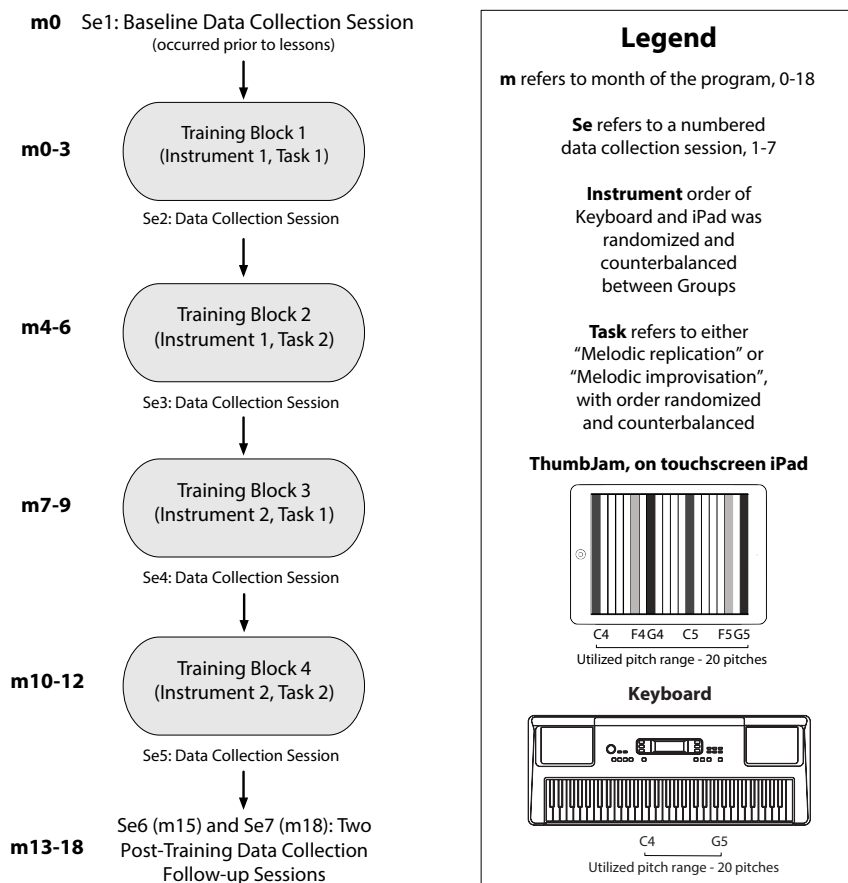 m0 Se1: Baseline Data Collection Session
(occurred prior to lessons)
m0-3
Training Block 1
(Instrument 1, Task 1)
Se2: Data Collection Session
m4-6
Training Block 2
(Instrument 1, Task 2)
Se3: Data Collection Session
m7-9
Training Block 3
(Instrument 2, Task 1)
Se4: Data Collection Session
m10-12
Training Block 4
(Instrument 2, Task 2)
Se5: Data Collection Session
m13-18
Se6 (m15) and Se7 (m18): Two
Post-Training Data Collection
Follow-up Sessions
Legend
m refers to month of the program, 0-18
Se refers to a numbered
data collection session, 1-7
Instrument order of
Keyboard and iPad was
randomized and
counterbalanced
between Groups
Task refers to either
“Melodic replication” or
“Melodic improvisation”,
with order randomized
and counterbalanced
ThumbJam, on touchscreen iPad
C4 F4 G4 C5 F5 G5
Utilized pitch range - 20 pitches
Keyboard
C4 G5
Utilized pitch range - 20 pitches